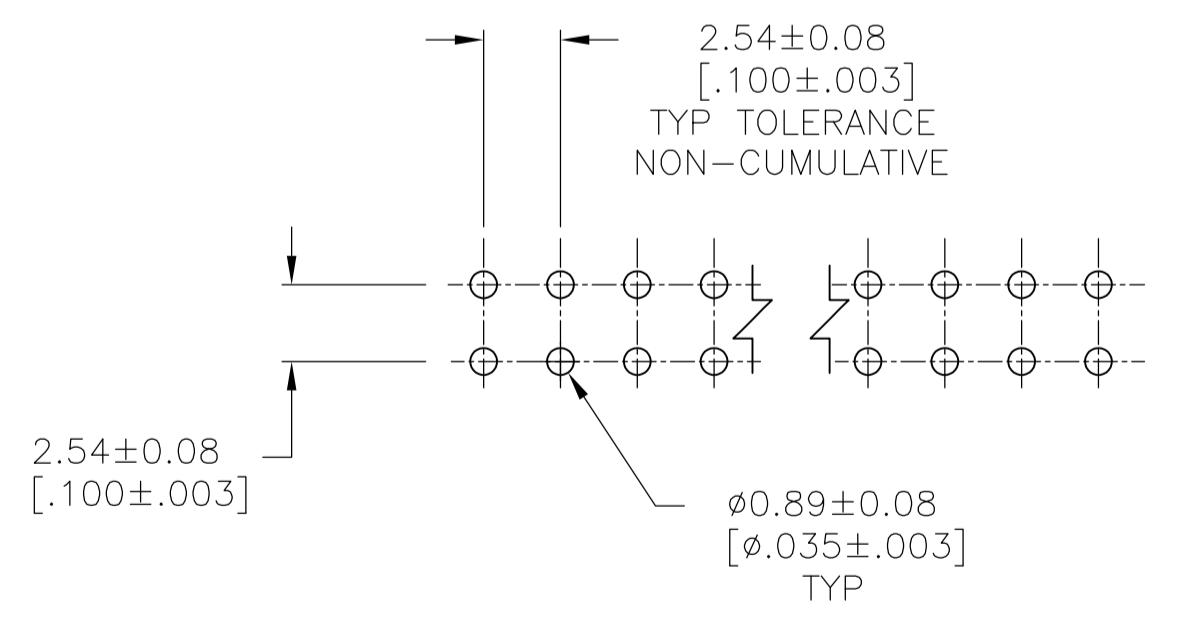 2.54±0.08
[.100±.003]
TYP TOLERANCE
NON-CUMULATIVE
2.54±0.08
[.100±.003]
⌀0.89±0.08
[⌀.035±.003]
TYP